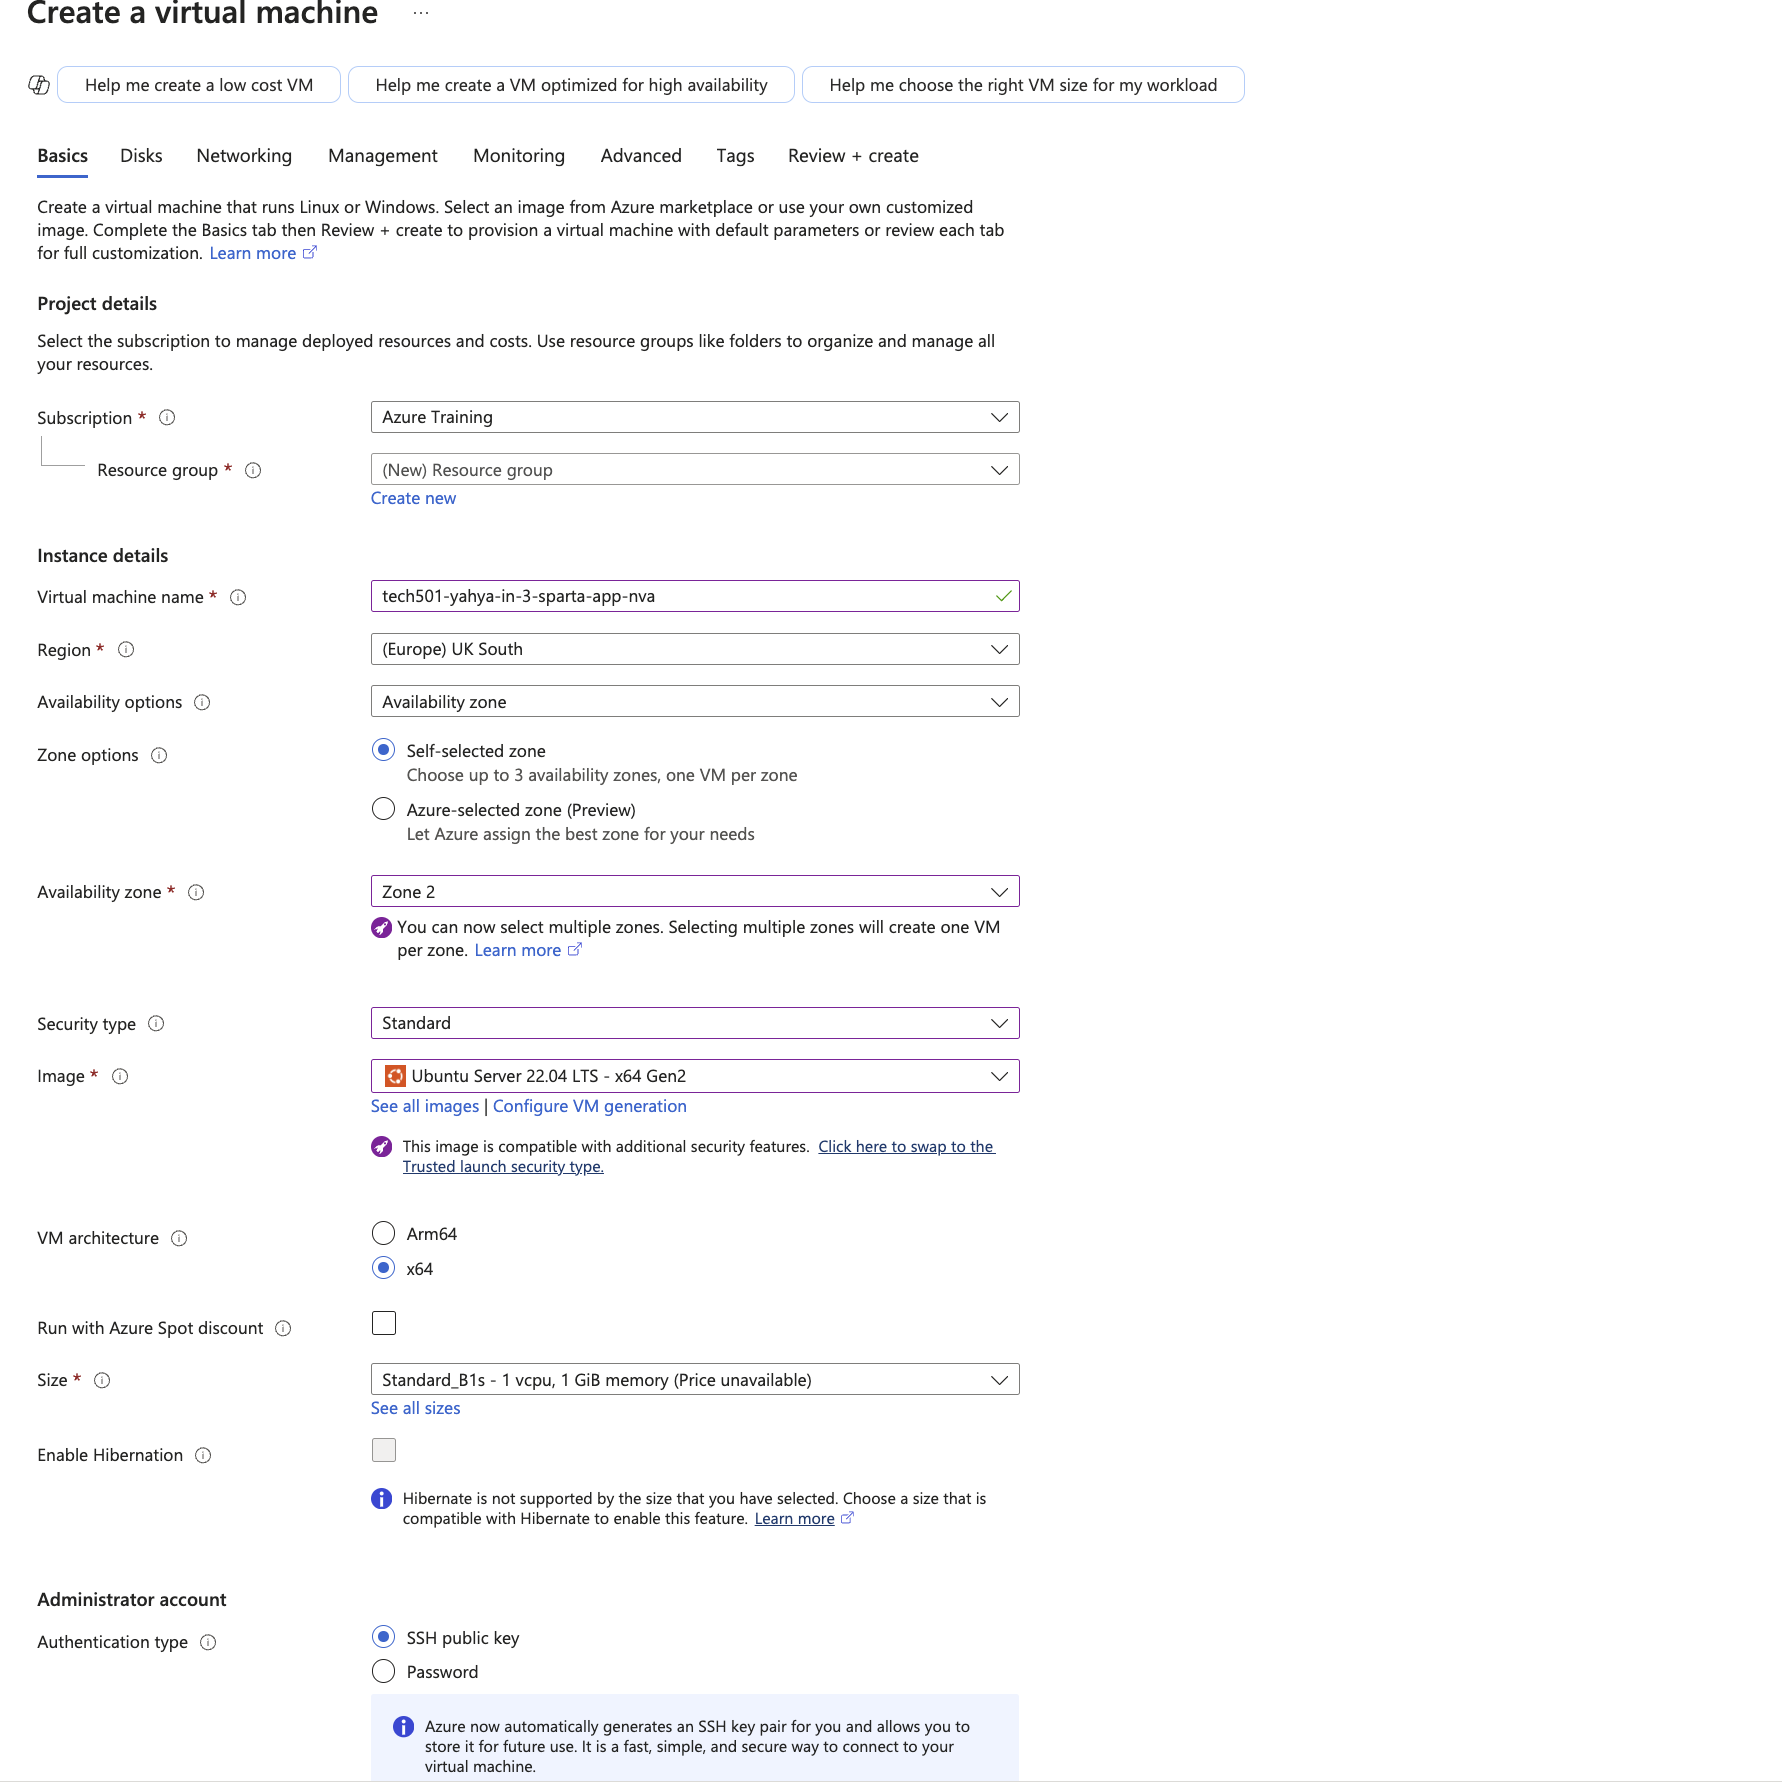 Create a virtual machine ...
Help me create a low cost VM
Help me create a VM optimized for high availability
Help me choose the right VM size for my workload
Basics Disks Networking Management Monitoring Advanced Tags Review + create
Create a virtual machine that runs Linux or Windows. Select an image from Azure marketplace or use your own customized
image. Complete the Basics tab then Review + create to provision a virtual machine with default parameters or review each tab
for full customization. Learn more
Project details
Select the subscription to manage deployed resources and costs. Use resource groups like folders to organize and manage all
your resources.
Subscription * Azure Training
Resource group * (New) Resource group
Create new
Instance details
Virtual machine name * tech501-yahya-in-3-sparta-app-nva
Region * (Europe) UK South
Availability options Availability zone
Zone options Self-selected zone
Choose up to 3 availability zones, one VM per zone
Azure-selected zone (Preview)
Let Azure assign the best zone for your needs
Availability zone * Zone 2
You can now select multiple zones. Selecting multiple zones will create one VM
per zone. Learn more
Security type Standard
Image * Ubuntu Server 22.04 LTS - x64 Gen2
See all images | Configure VM generation
This image is compatible with additional security features. Click here to swap to the
Trusted launch security type.
VM architecture Arm64
x64
Run with Azure Spot discount
Size * Standard_B1s - 1 vcpu, 1 GiB memory (Price unavailable)
See all sizes
Enable Hibernation
Hibernate is not supported by the size that you have selected. Choose a size that is
compatible with Hibernate to enable this feature. Learn more
Administrator account
Authentication type SSH public key
Password
Azure now automatically generates an SSH key pair for you and allows you to
store it for future use. It is a fast, simple, and secure way to connect to your
virtual machine.